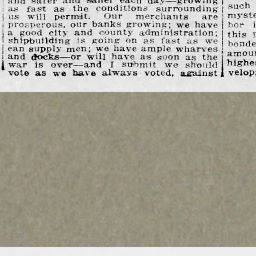 and safer and saner each day—growing
as fast as the conditions surrounding
us will permit. Our merchants are
prosperous, our banks growing; we have
a good city and county administration;
shipbuilding is going on as fast as we
can supply men; we have ample wharves
and docks—or will have as soon as the
war is over—and I submit we should
vote as we have always voted, against
such
myste
bor i
this p
bonde
amou
highes
velop